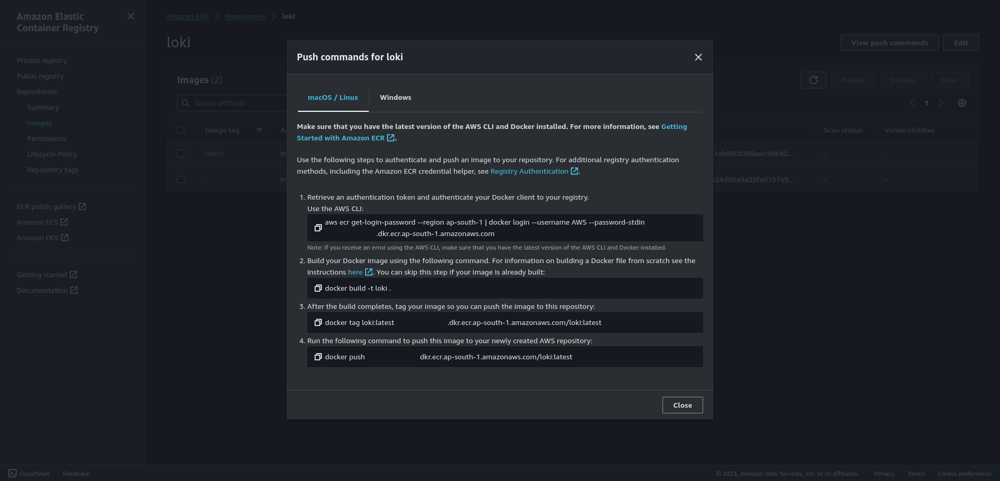 Amazon Elastic
Container Registry
Private registry
Public registry
Repositories
Summary
Images
Permissions
Lifecycle Policy
Repository tags
ECR public gallery
Amazon ECS
Amazon EKS
Getting started
Documentation
Amazon ECR Repositories loki
loki
View push commands Edit
Images (2)
Delete Details Scan
Search artifacts
1
Image tag Scan status Vulnerabilities
latest 1ab89c8368aec9d440... - -
- 24dd0a5a28fad157e5... - -
Push commands for loki
macOS / Linux Windows
Make sure that you have the latest version of the AWS CLI and Docker installed. For more information, see Getting
Started with Amazon ECR .
Use the following steps to authenticate and push an image to your repository. For additional registry authentication
methods, including the Amazon ECR credential helper, see Registry Authentication .
1. Retrieve an authentication token and authenticate your Docker client to your registry.
Use the AWS CLI:
aws ecr get-login-password --region ap-south-1 | docker login --username AWS --password-stdin
.dkr.ecr.ap-south-1.amazonaws.com
Note: If you receive an error using the AWS CLI, make sure that you have the latest version of the AWS CLI and Docker installed.
2. Build your Docker image using the following command. For information on building a Docker file from scratch see the
instructions here . You can skip this step if your image is already built:
docker build -t loki .
3. After the build completes, tag your image so you can push the image to this repository:
docker tag loki:latest .dkr.ecr.ap-south-1.amazonaws.com/loki:latest
4. Run the following command to push this image to your newly created AWS repository:
docker push dkr.ecr.ap-south-1.amazonaws.com/loki:latest
Close
CloudShell Feedback © 2023, Amazon Web Services, Inc. or its affiliates. Privacy Terms Cookie preferences